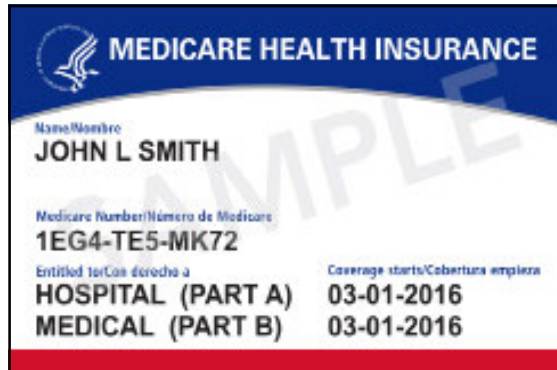 MEDICARE HEALTH INSURANCE
SAMPLE
Name/Nombre
JOHN L SMITH
Medicare Number/Número de Medicare
1EG4-TE5-MK72
Entitled to/Con derecho a Coverage starts/Cobertura empieza
HOSPITAL (PART A) 03-01-2016
MEDICAL (PART B) 03-01-2016